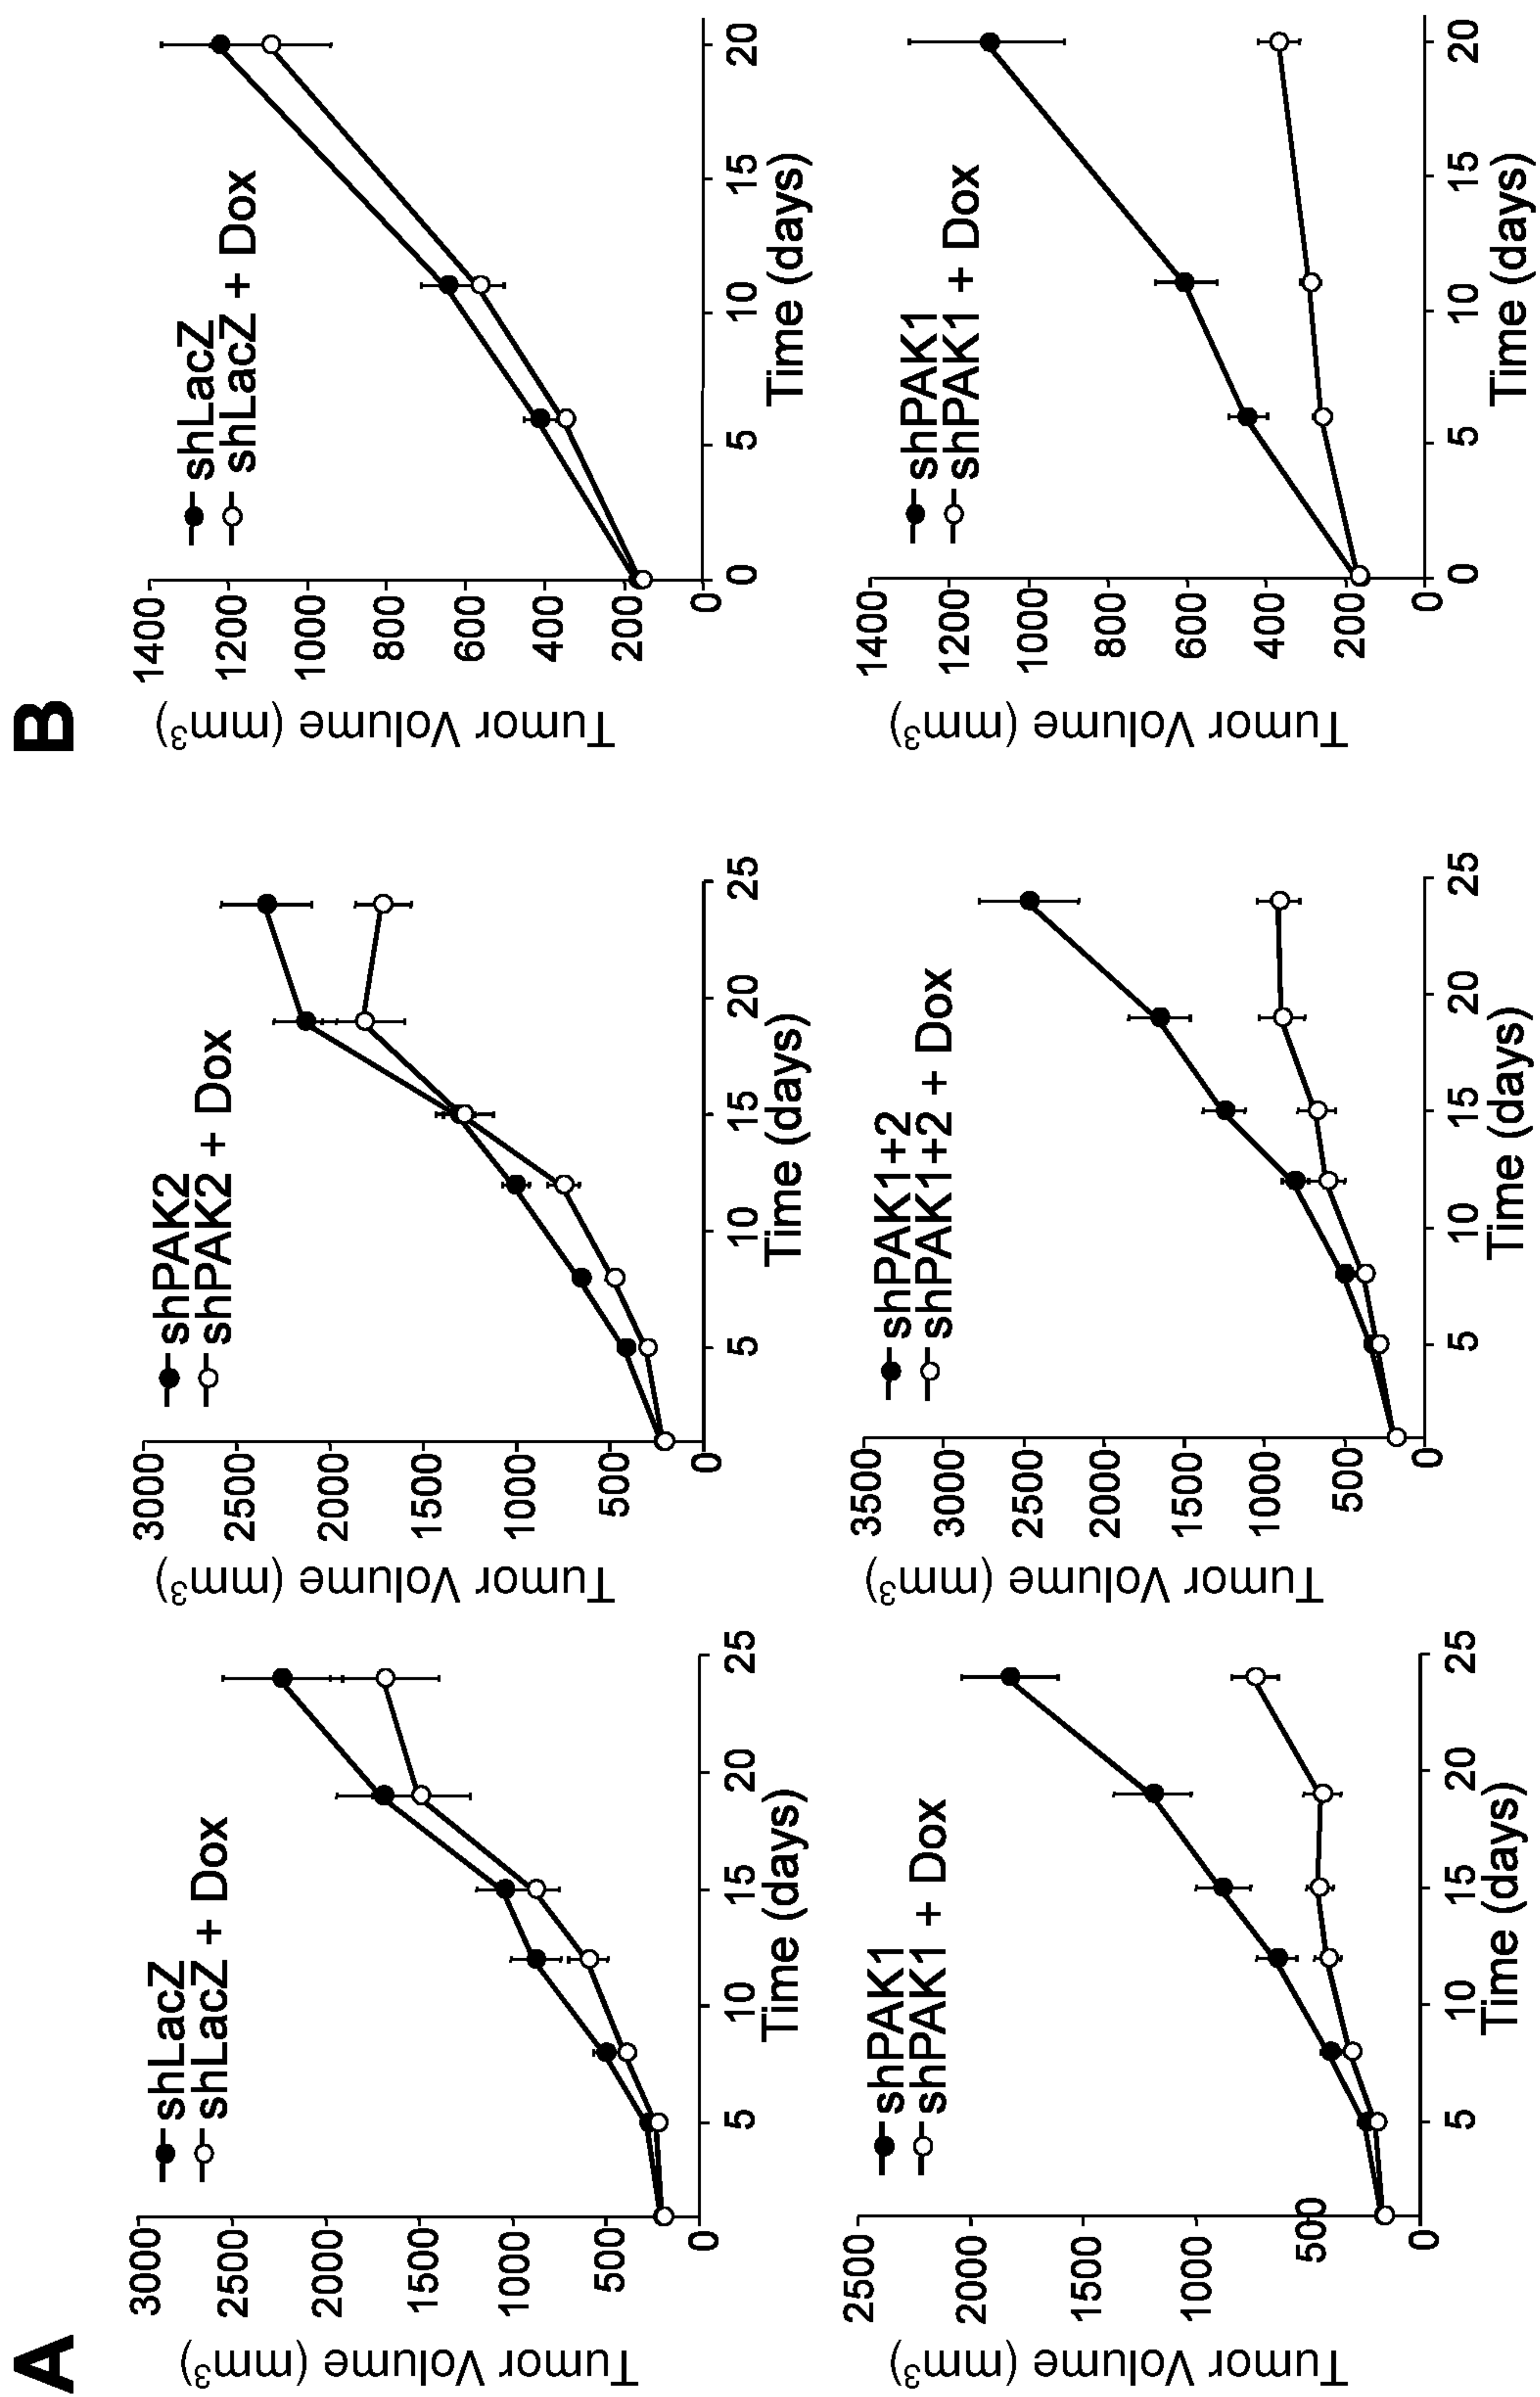 A
3000
2500
2000
1500
1000
500
0
Tumor Volume (mm³)
shLacZ
shLacZ + Dox
5
10
15
20
25
Time (days)
3000
2500
2000
1500
1000
500
0
Tumor Volume (mm³)
shPAK2
shPAK2 + Dox
5
10
15
20
25
Time (days)
2500
2000
1500
1000
500
0
Tumor Volume (mm³)
shPAK1
shPAK1 + Dox
5
10
15
20
25
Time (days)
3500
3000
2500
2000
1500
1000
500
0
Tumor Volume (mm³)
shPAK1+2
shPAK1+2 + Dox
5
10
15
20
25
Time (days)
B
1400
1200
1000
800
600
400
200
0
Tumor Volume (mm³)
shLacZ
shLacZ + Dox
0
5
10
15
20
Time (days)
1400
1200
1000
800
600
400
200
0
Tumor Volume (mm³)
shPAK1
shPAK1 + Dox
0
5
10
15
20
Time (days)